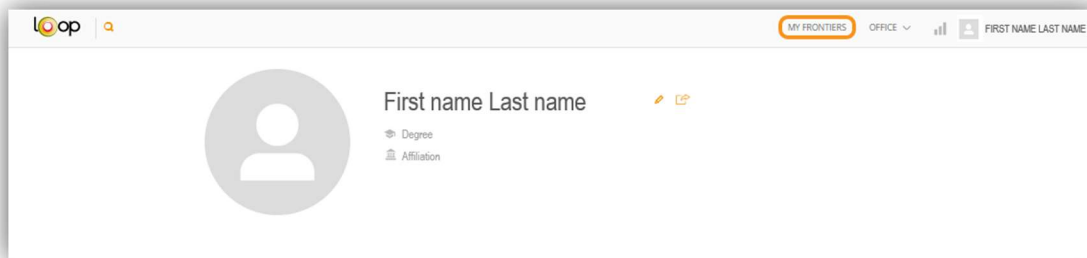 loop
MY FRONTIERS OFFICE FIRST NAME LAST NAME
First name Last name
Degree
Affiliation